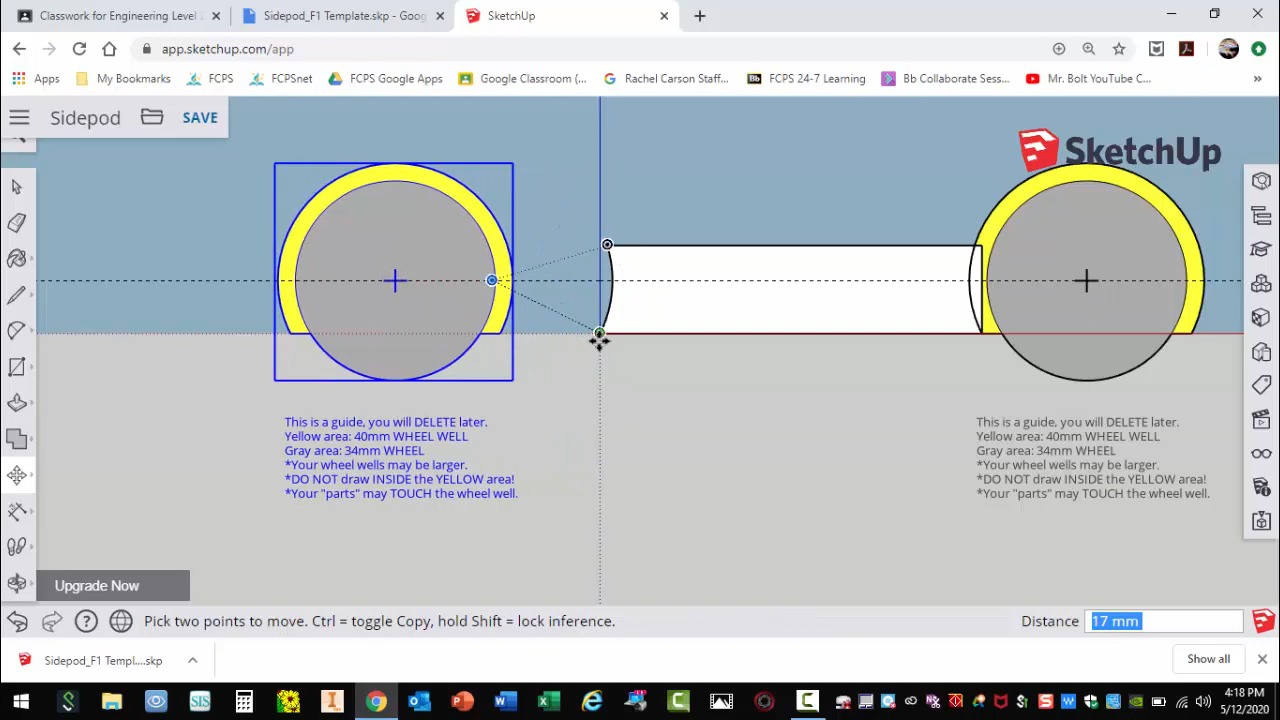 Classwork for Engineering Level 2
Sidepod_F1 Template.skp - Goog
SketchUp
app.sketchup.com/app
Apps
My Bookmarks
FCPS
FCPSnet
FCPS Google Apps
Google Classroom (...
Rachel Carson Staff...
FCPS 24-7 Learning
Bb Collaborate Sess...
Mr. Bolt YouTube C...
»
Sidepod
SAVE
SketchUp
This is a guide, you will DELETE later.
Yellow area: 40mm WHEEL WELL
Gray area: 34mm WHEEL
*Your wheel wells may be larger.
*DO NOT draw INSIDE the YELLOW area!
*Your "parts" may TOUCH the wheel well.
This is a guide, you will DELETE later.
Yellow area: 40mm WHEEL WELL
Gray area: 34mm WHEEL
*Your wheel wells may be larger.
*DO NOT draw INSIDE the YELLOW area!
*Your "parts" may TOUCH the wheel well.
Upgrade Now
Pick two points to move. Ctrl = toggle Copy, hold Shift = lock inference.
Distance
17 mm
Sidepod_F1 Templ....skp
Show all
4:18 PM
5/12/2020